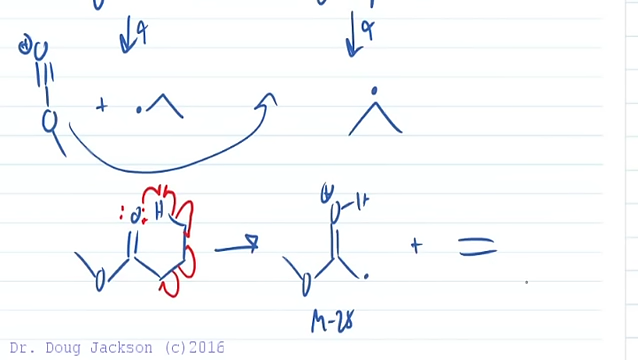 α α
⊕O
+ •
O
: O : H ⊕ O-H
+
O O •
M-28
Dr. Doug Jackson (c)2016